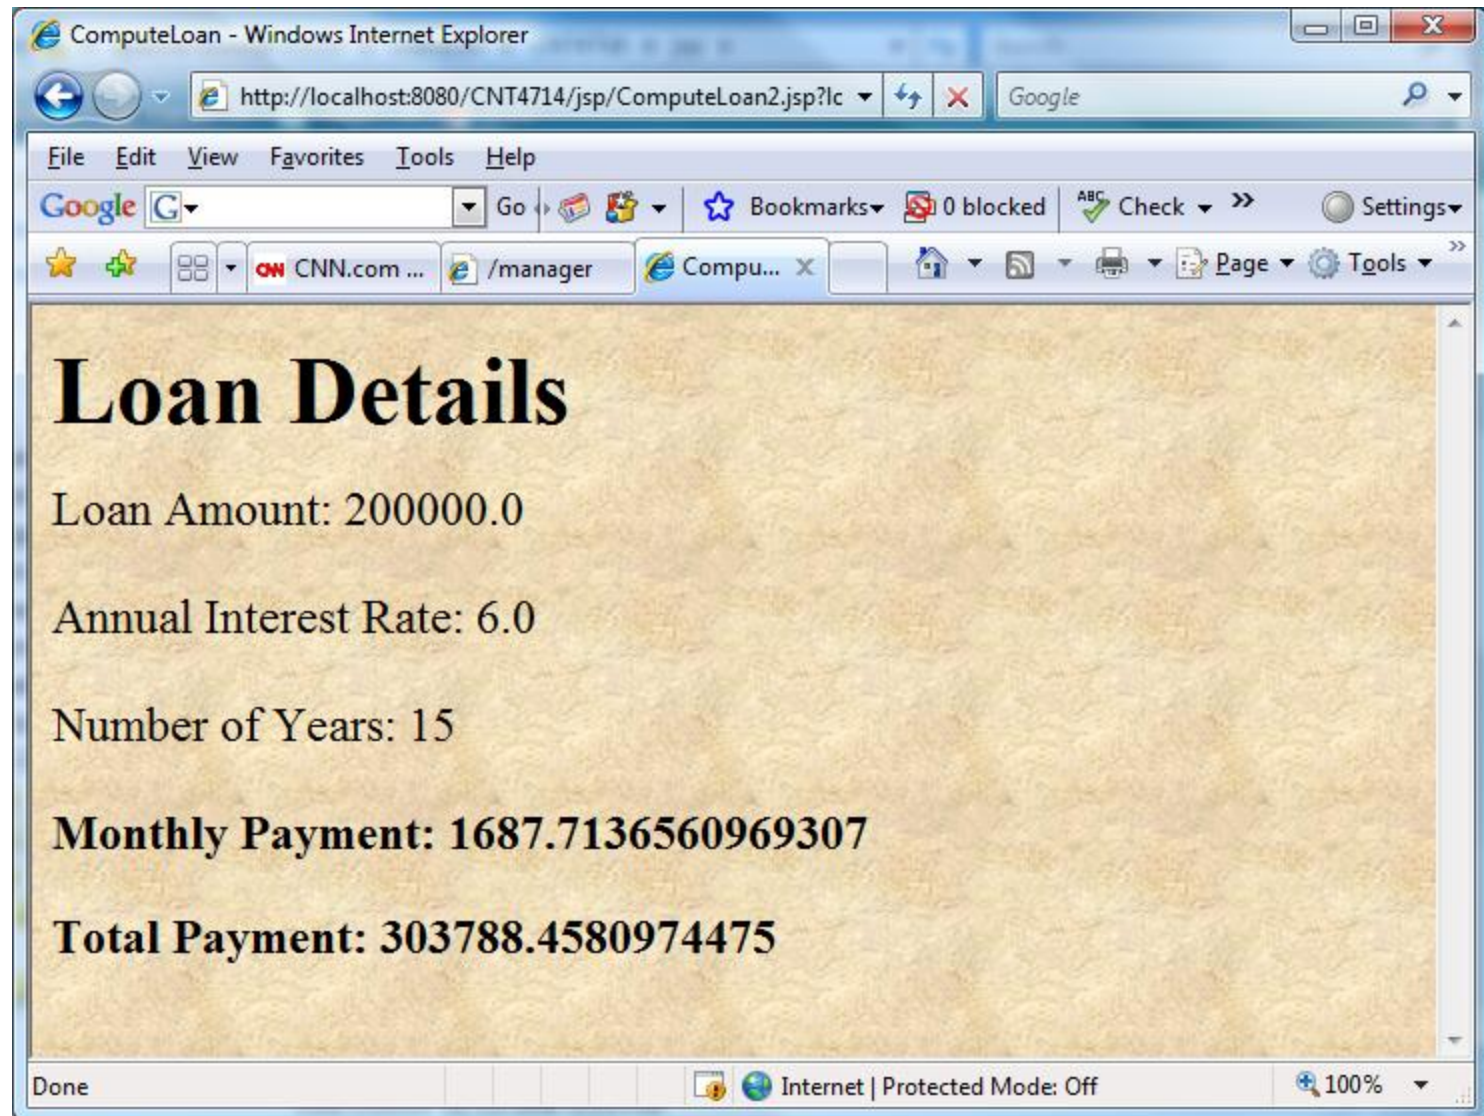 ComputeLoan - Windows Internet Explorer
http://localhost:8080/CNT4714/jsp/ComputeLoan2.jsp?lc
Google
File Edit View Favorites Tools Help
Google G Go Bookmarks 0 blocked ABC Check >> Settings
CNN CNN.com ... /manager Compu... Page Tools >>
Loan Details
Loan Amount: 200000.0
Annual Interest Rate: 6.0
Number of Years: 15
Monthly Payment: 1687.7136560969307
Total Payment: 303788.4580974475
Done Internet | Protected Mode: Off 100%